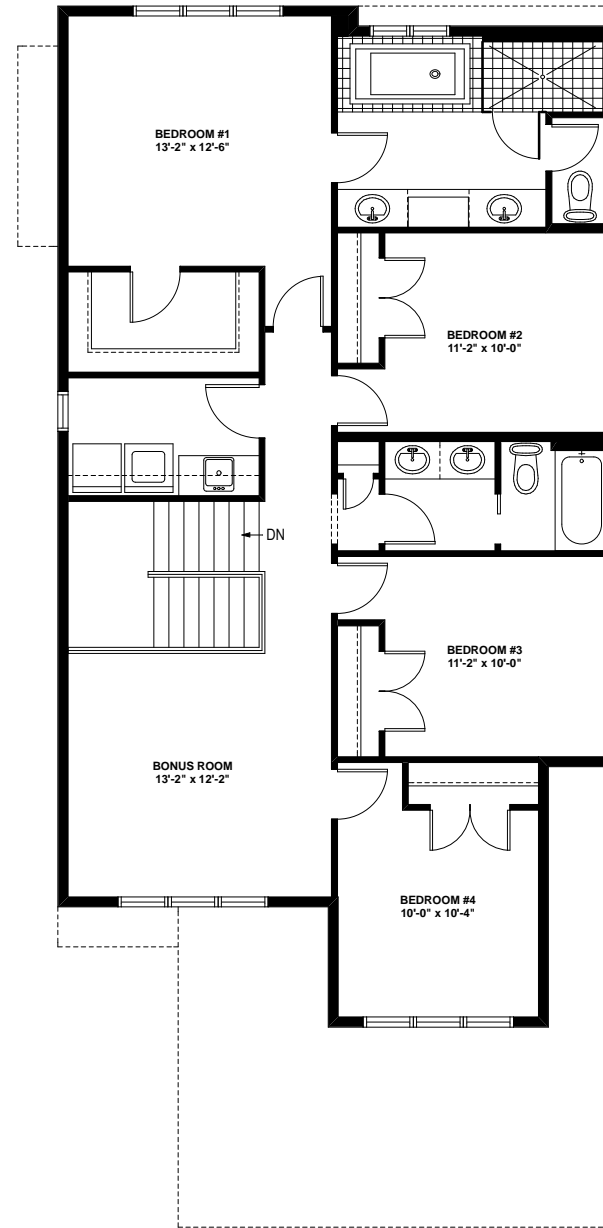 BEDROOM #1
13'-2" x 12'-6"
BEDROOM #2
11'-2" x 10'-0"
DN
BEDROOM #3
11'-2" x 10'-0"
BONUS ROOM
13'-2" x 12'-2"
BEDROOM #4
10'-0" x 10'-4"